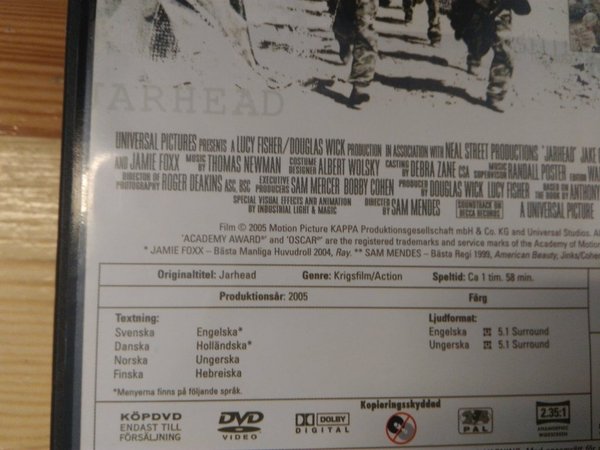 JARHEAD
UNIVERSAL PICTURES PRESENTS A LUCY FISHER/DOUGLAS WICK PRODUCTION IN ASSOCIATION WITH NEAL STREET PRODUCTIONS "JARHEAD" JAKE
AND JAMIE FOXX MUSIC BY THOMAS NEWMAN COSTUME DESIGNER ALBERT WOLSKY CASTING BY DEBRA ZANE CSA MUSIC SUPERVISION RANDALL POSTER EDITOR
DIRECTOR OF PHOTOGRAPHY ROGER DEAKINS ASC, BSC EXECUTIVE PRODUCERS SAM MERCER BOBBY COHEN PRODUCED BY DOUGLAS WICK LUCY FISHER BASED ON THE BOOK BY ANTHONY
SPECIAL VISUAL EFFECTS AND ANIMATION BY INDUSTRIAL LIGHT & MAGIC DIRECTED BY SAM MENDES SOUNDTRACK ON DECCA RECORDS A UNIVERSAL PICTURE
Film © 2005 Motion Picture KAPPA Produktionsgesellschaft mbH & Co. KG and Universal Studios.
'ACADEMY AWARD®' and 'OSCAR®' are the registered trademarks and service marks of the Academy of Motion
* JAMIE FOXX – Bästa Manliga Huvudroll 2004, Ray. ** SAM MENDES – Bästa Regi 1999, American Beauty, Jinks/Cohen
Originaltitel: Jarhead Genre: Krigsfilm/Action Speltid: Ca 1 tim. 58 min.
Produktionsår: 2005 Färg
Textning: Ljudformat:
Svenska Engelska* Engelska 5.1 Surround
Danska Holländska* Ungerska 5.1 Surround
Norska Ungerska
Finska Hebreiska
*Menyerna finns på följande språk.
Kopieringsskyddad
KÖPDVD
ENDAST TILL
FÖRSÄLJNING
DVD
VIDEO
DOLBY
DIGITAL
PAL
2.35:1
ANAMORPHIC
WIDESCREEN